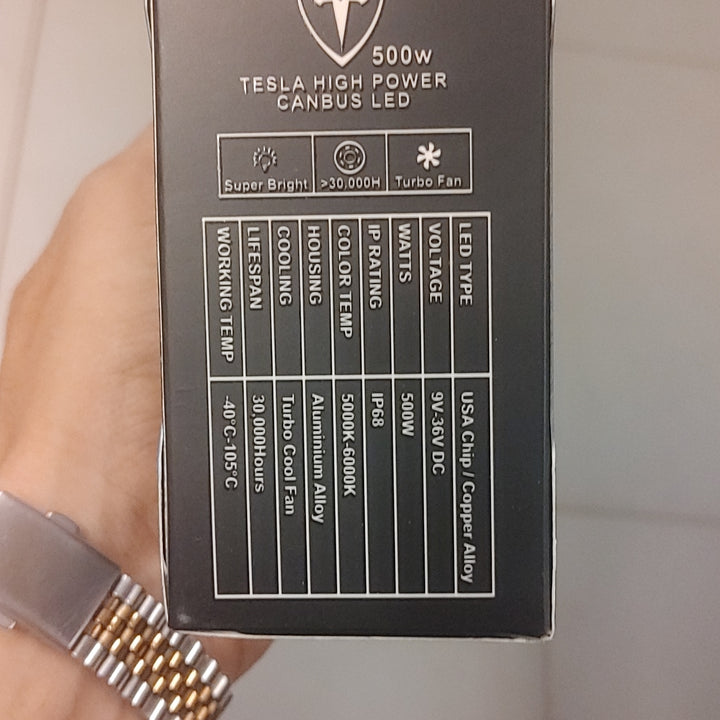 500w
TESLA HIGH POWER
CANBUS LED
Super Bright >30,000H Turbo Fan
LED TYPE USA Chip / Copper Alloy
VOLTAGE 9V-36V DC
WATTS 500W
IP RATING IP68
COLOR TEMP 5000K-6000K
HOUSING Aluminium Alloy
COOLING Turbo Cool Fan
LIFESPAN 30,000Hours
WORKING TEMP -40°C-105°C